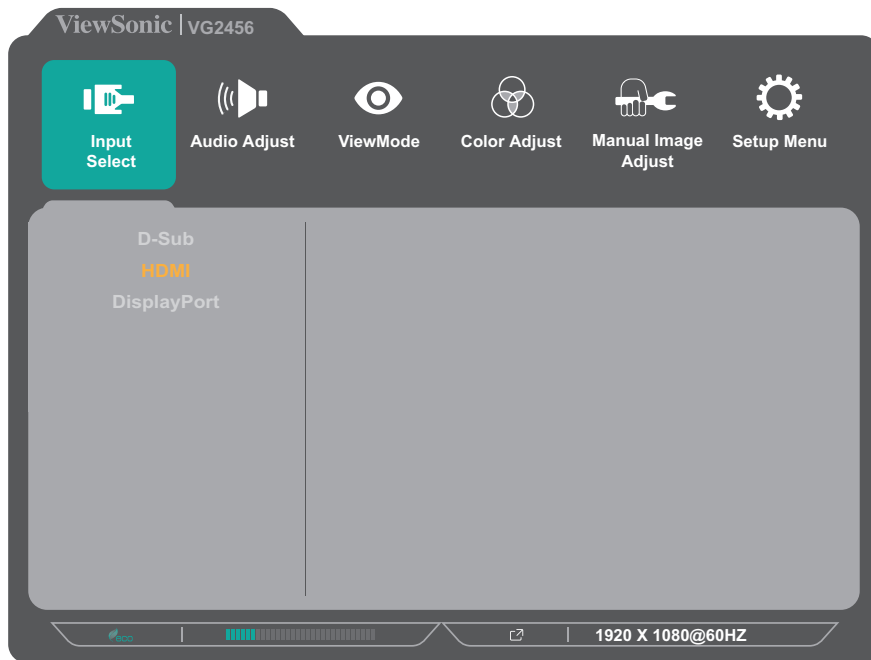 ViewSonic | VG2456
Input
Select
Audio Adjust
ViewMode
Color Adjust
Manual Image
Adjust
Setup Menu
D-Sub
HDMI
DisplayPort
eco
1920 X 1080@60HZ